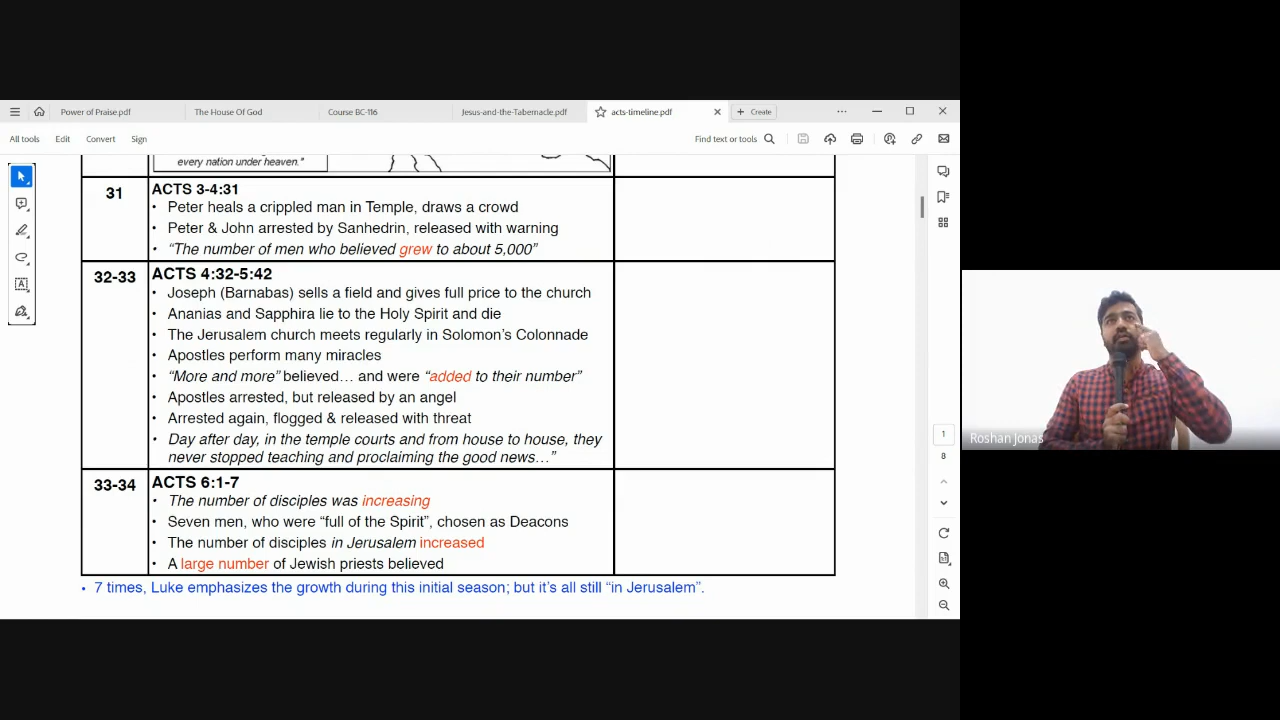 Power of Praise.pdf
The House Of God
Course BC-116
Jesus-and-the-Tabernacle.pdf
acts-timeline.pdf
Create
All tools
Edit
Convert
Sign
Find text or tools
every nation under heaven."
31
ACTS 3-4:31
• Peter heals a crippled man in Temple, draws a crowd
• Peter & John arrested by Sanhedrin, released with warning
• “The number of men who believed grew to about 5,000”
32-33
ACTS 4:32-5:42
• Joseph (Barnabas) sells a field and gives full price to the church
• Ananias and Sapphira lie to the Holy Spirit and die
• The Jerusalem church meets regularly in Solomon’s Colonnade
• Apostles perform many miracles
• “More and more” believed… and were “added to their number”
• Apostles arrested, but released by an angel
• Arrested again, flogged & released with threat
• Day after day, in the temple courts and from house to house, they
never stopped teaching and proclaiming the good news…”
33-34
ACTS 6:1-7
• The number of disciples was increasing
• Seven men, who were “full of the Spirit”, chosen as Deacons
• The number of disciples in Jerusalem increased
• A large number of Jewish priests believed
• 7 times, Luke emphasizes the growth during this initial season; but it’s all still “in Jerusalem”.
1
8
Roshan Jonas